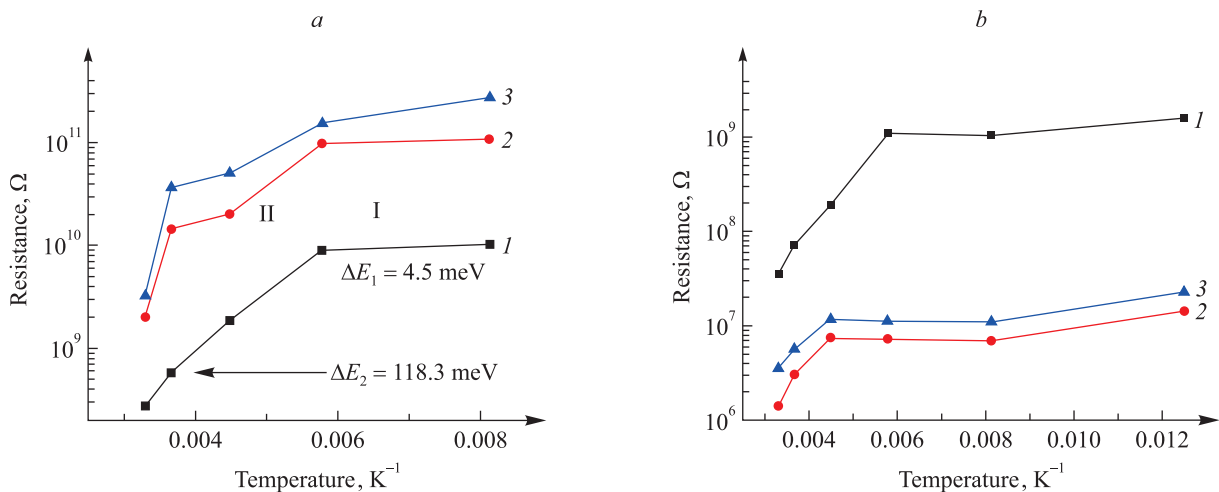 a
Resistance, Ω
10^11
10^10
10^9
3
2
II
I
1
ΔE_1 = 4.5 meV
ΔE_2 = 118.3 meV
0.004
0.006
0.008
Temperature, K^−1
b
Resistance, Ω
10^9
10^8
10^7
10^6
1
3
2
0.004
0.006
0.008
0.010
0.012
Temperature, K^−1